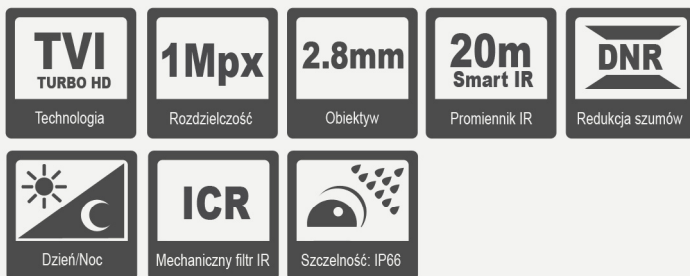 TVI
TURBO HD
Technologia
1Mpx
Rozdzielczość
2.8mm
Obiektyw
20m
Smart IR
Promiennik IR
DNR
Redukcja szumów
Dzień/Noc
ICR
Mechaniczny filtr IR
Szczelność: IP66